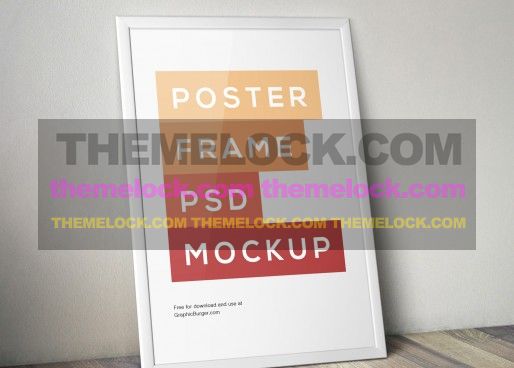 POSTER
THEMELOCK.COM
FRAME
themelock.com themelock.com
PSD
THEMELOCK.COM THEMELOCK.COM THEMELOCK.COM
MOCKUP
Free for download and use at
GraphicBurger.com